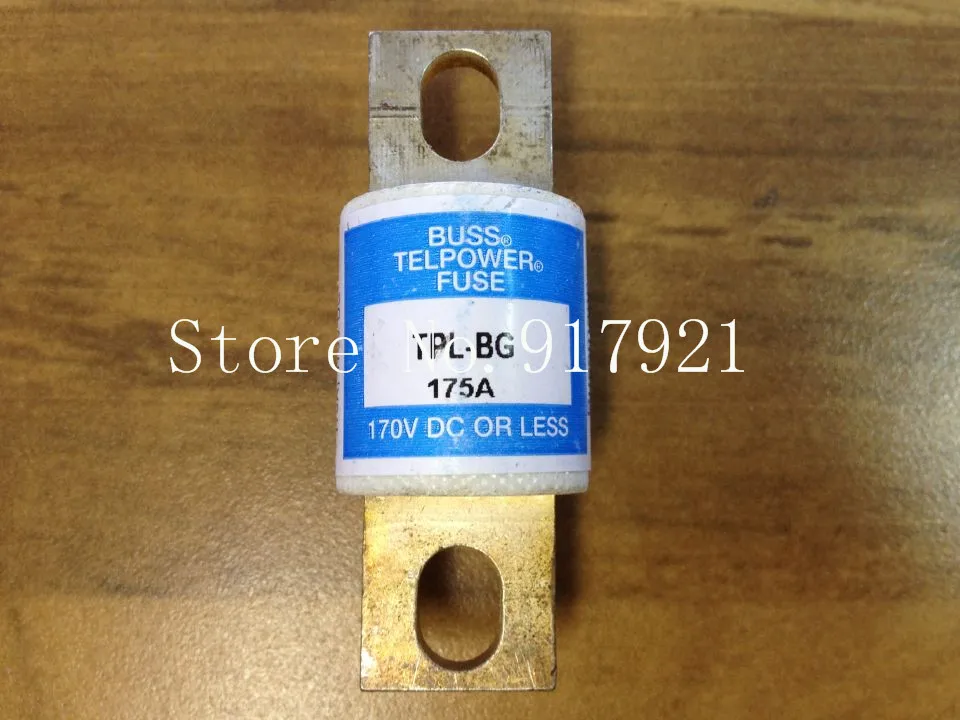 BUSS®
TELPOWER®
FUSE
Store No: 917921
TPL-BG
175A
170V DC OR LESS